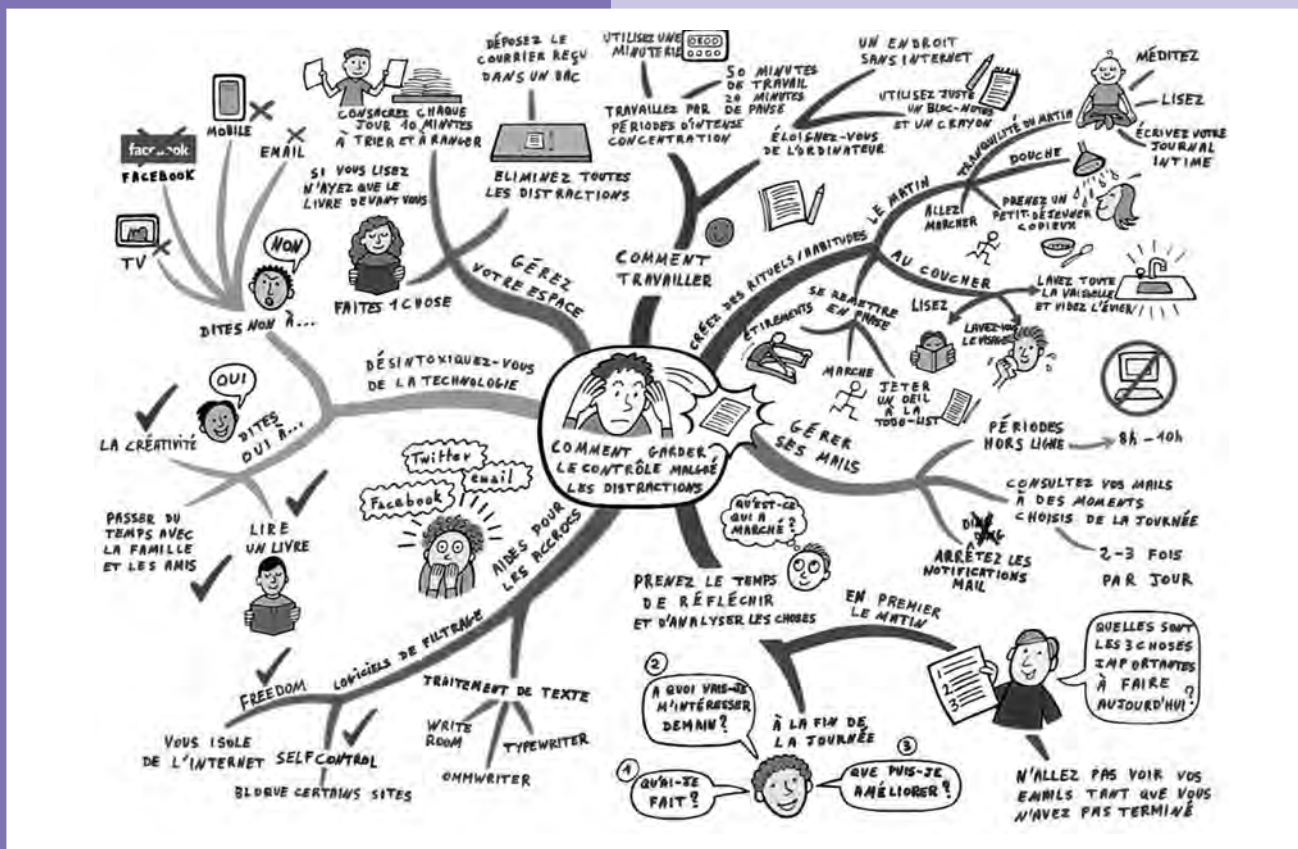 COMMENT GARDER
LE CONTRÔLE MALGRÉ
LES DISTRACTIONS
COMMENT
TRAVAILLER
TRAVAILLEZ PAR
PÉRIODES D'INTENSE
CONCENTRATION
UTILISEZ UNE
MINUTERIE
50 MINUTES
DE TRAVAIL
20 MINUTES
DE PAUSE
ÉLOIGNEZ-VOUS
DE L'ORDINATEUR
UN ENDROIT
SANS INTERNET
UTILISEZ JUSTE
UN BLOC-NOTES
ET UN CRAYON
CRÉEZ DES RITUELS/HABITUDES
LE MATIN
TRANQUILITÉ DU MATIN
MÉDITEZ
LISEZ
ÉCRIVEZ VOTRE
JOURNAL
INTIME
DOUCHE
PRENEZ UN
PETIT-DÉJEUNER
COPIEUX
ALLEZ
MARCHER
AU COUCHER
LISEZ
LAVEZ-VOUS
LE VISAGE
LAVEZ TOUTE
LA VAISSELLE
ET VIDEZ L'ÉVIER
SE REMETTRE
EN PHASE
ÉTIREMENTS
MARCHE
JETER
UN OEIL
À LA
TODO-LIST
GÉRER
SES MAILS
PÉRIODES
HORS LIGNE
8h - 10h
CONSULTEZ VOS MAILS
À DES MOMENTS
CHOISIS DE LA JOURNÉE
2-3 FOIS
PAR JOUR
ARRÊTEZ LES
NOTIFICATIONS
MAIL
PRENEZ LE TEMPS
DE RÉFLÉCHIR
ET D'ANALYSER LES CHOSES
QU'EST-CE
QUI A
MARCHÉ?
EN PREMIER
LE MATIN
QUELLES SONT
LES 3 CHOSES
IMPORTANTES
À FAIRE
AUJOURD'HUI?
1
2
3
N'ALLEZ PAS VOIR VOS
EMAILS TANT QUE VOUS
N'AVEZ PAS TERMINÉ
À LA FIN DE
LA JOURNÉE
1
QU'AI-JE
FAIT?
2
A QUOI VAIS-JE
M'INTÉRESSER
DEMAIN?
3
QUE PUIS-JE
AMÉLIORER?
AIDES POUR
LES ACCROCS
Twitter
email
Facebook
TRAITEMENT DE TEXTE
WRITE
ROOM
OMMWRITER
TYPEWRITER
LOGICIELS DE FILTRAGE
FREEDOM
VOUS ISOLE
DE L'INTERNET
SELFCONTROL
BLOQUE CERTAINS SITES
DÉSINTOXIQUEZ-VOUS
DE LA TECHNOLOGIE
DITES
OUI À...
OUI
LA CRÉATIVITÉ
PASSER DU
TEMPS AVEC
LA FAMILLE
ET LES AMIS
LIRE
UN LIVRE
DITES NON À...
NON
TV
facebook
FACEBOOK
MOBILE
EMAIL
GÉREZ
VOTRE ESPACE
FAITES 1 CHOSE
SI VOUS LISEZ
N'AYEZ QUE LE
LIVRE DEVANT VOUS
CONSACREZ CHAQUE
JOUR 10 MINUTES
À TRIER ET À RANGER
ELIMINEZ TOUTES
LES DISTRACTIONS
DÉPOSEZ LE
COURRIER REÇU
DANS UN BAC